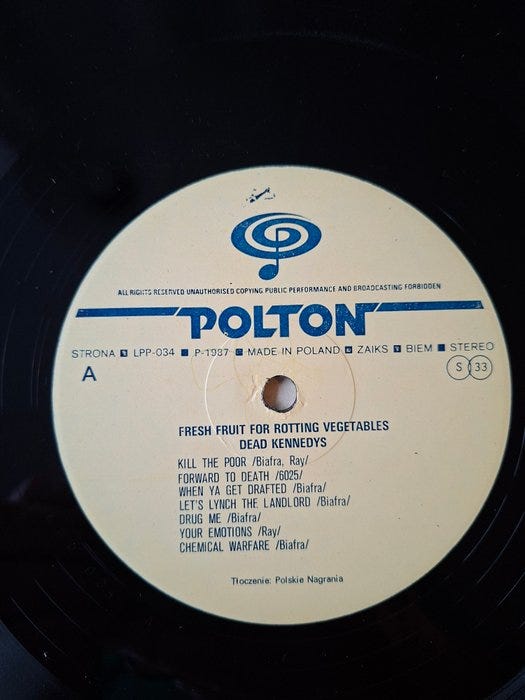 ALL RIGHTS RESERVED UNAUTHORISED COPYING PUBLIC PERFORMANCE AND BROADCASTING FORBIDDEN
POLTON
STRONA ■ LPP-034 ■ P-1987 ■ MADE IN POLAND ■ ZAIKS ■ BIEM ■ STEREO
A S 33
FRESH FRUIT FOR ROTTING VEGETABLES
DEAD KENNEDYS
KILL THE POOR /Biafra, Ray/
FORWARD TO DEATH /6025/
WHEN YA GET DRAFTED /Biafra/
LET'S LYNCH THE LANDLORD /Biafra/
DRUG ME /Biafra/
YOUR EMOTIONS /Ray/
CHEMICAL WARFARE /Biafra/
Tłoczenie: Polskie Nagrania